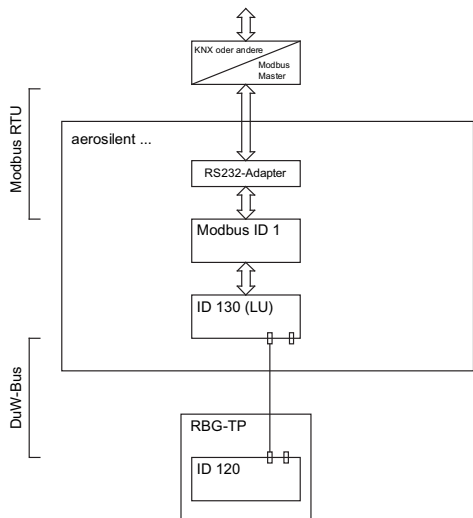 KNX oder andere
Modbus
Master
Modbus RTU
aerosilent ...
RS232-Adapter
Modbus ID 1
ID 130 (LU)
DuW-Bus
RBG-TP
ID 120